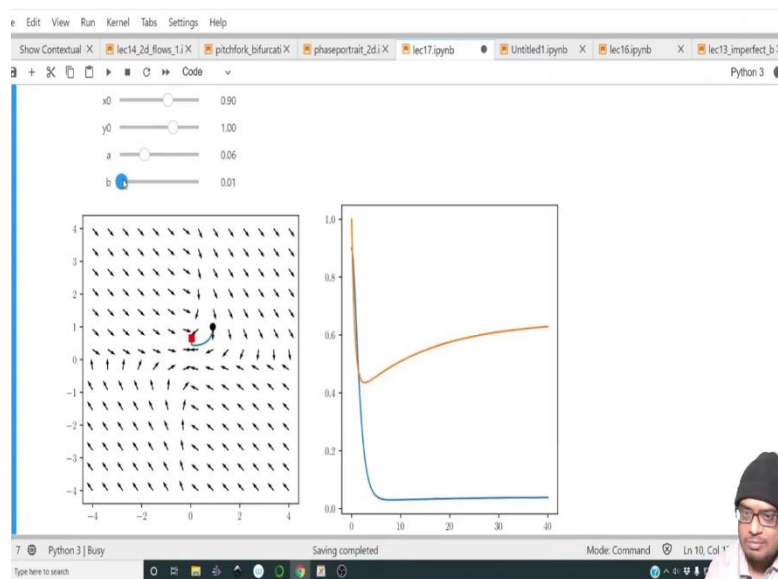 Edit View Run Kernel Tabs Settings Help
Show Contextual lec14_2d_flows_1.i pitchfork_bifurcati phaseportrait_2d.i lec17.ipynb Untitled1.ipynb lec16.ipynb lec13_imperfect_b
Code Python 3
x0 0.90
y0 1.00
a 0.06
b 0.01
4
3
2
1
0
−1
−2
−3
−4
−4 −2 0 2 4
1.0
0.8
0.6
0.4
0.2
0.0
0 10 20 30 40
7 Python 3 | Busy Saving completed Mode: Command Ln 10, Col
Type here to search